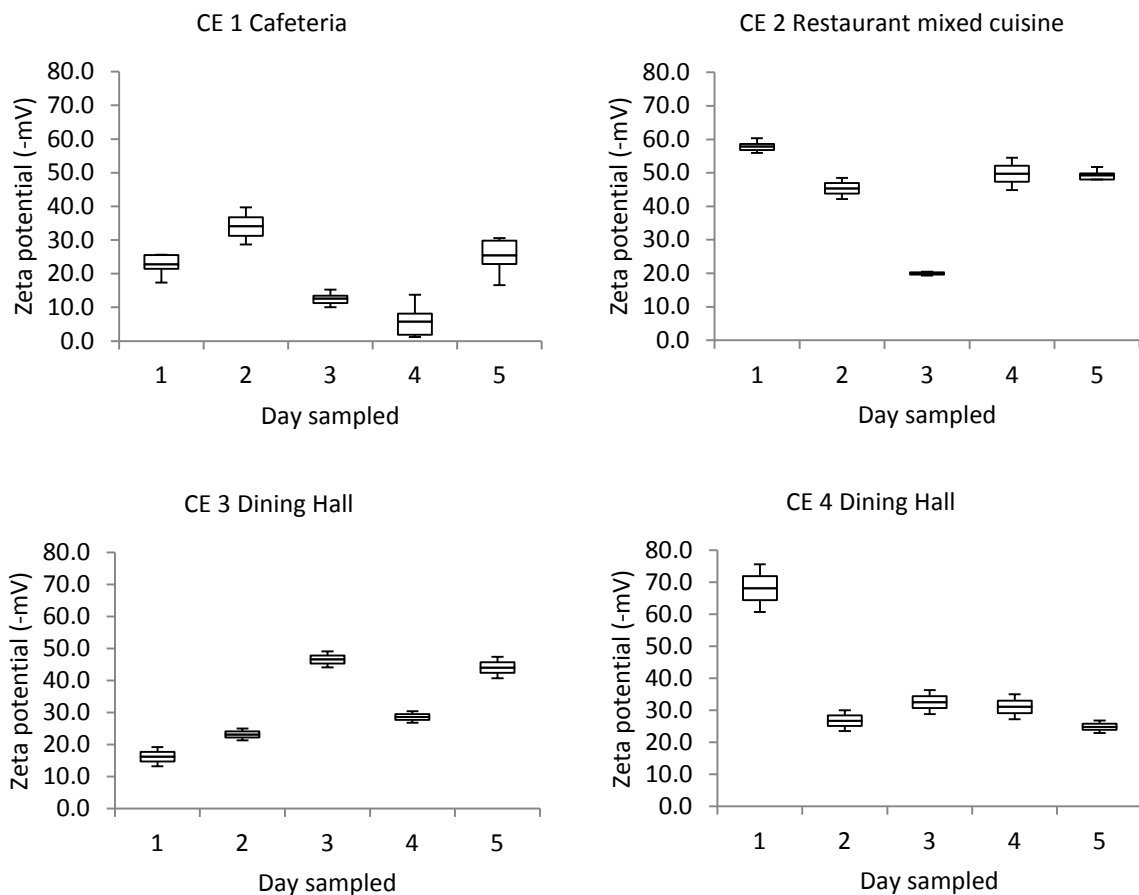 CE 1 Cafeteria
Zeta potential (-mV)
80.0
70.0
60.0
50.0
40.0
30.0
20.0
10.0
0.0
1 2 3 4 5
Day sampled
CE 2 Restaurant mixed cuisine
Zeta potential (-mV)
80.0
70.0
60.0
50.0
40.0
30.0
20.0
10.0
0.0
1 2 3 4 5
Day sampled
CE 3 Dining Hall
Zeta potential (-mV)
80.0
70.0
60.0
50.0
40.0
30.0
20.0
10.0
0.0
1 2 3 4 5
Day sampled
CE 4 Dining Hall
Zeta potential (-mV)
80.0
70.0
60.0
50.0
40.0
30.0
20.0
10.0
0.0
1 2 3 4 5
Day sampled